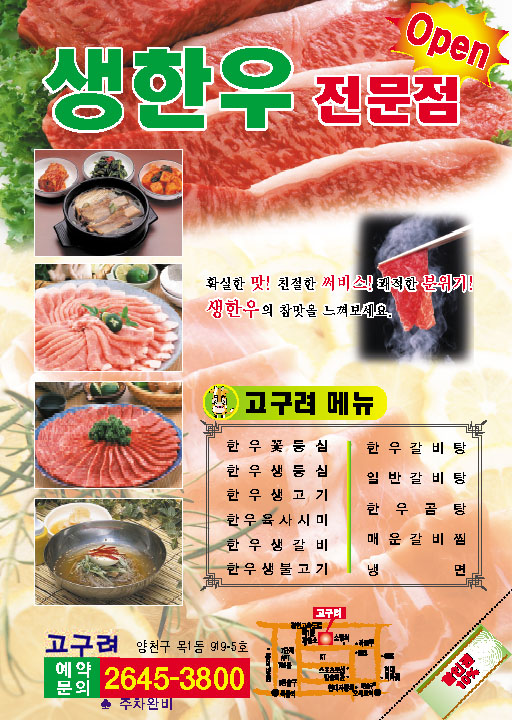 Open
생한우 전문점
확실한 맛! 친절한 써비스! 쾌적한 분위기!
생한우의 참맛을 느껴보세요.
고구려 메뉴
한우꽃등심
한우생등심
한우생고기
한우육사시미
한우생갈비
한우생불고기
한우갈비탕
일반갈비탕
한우곰탕
매운갈비찜
냉면
고구려
고구려 양천구 목1동 919-5호
예약문의 2645-3800
♠ 주차완비